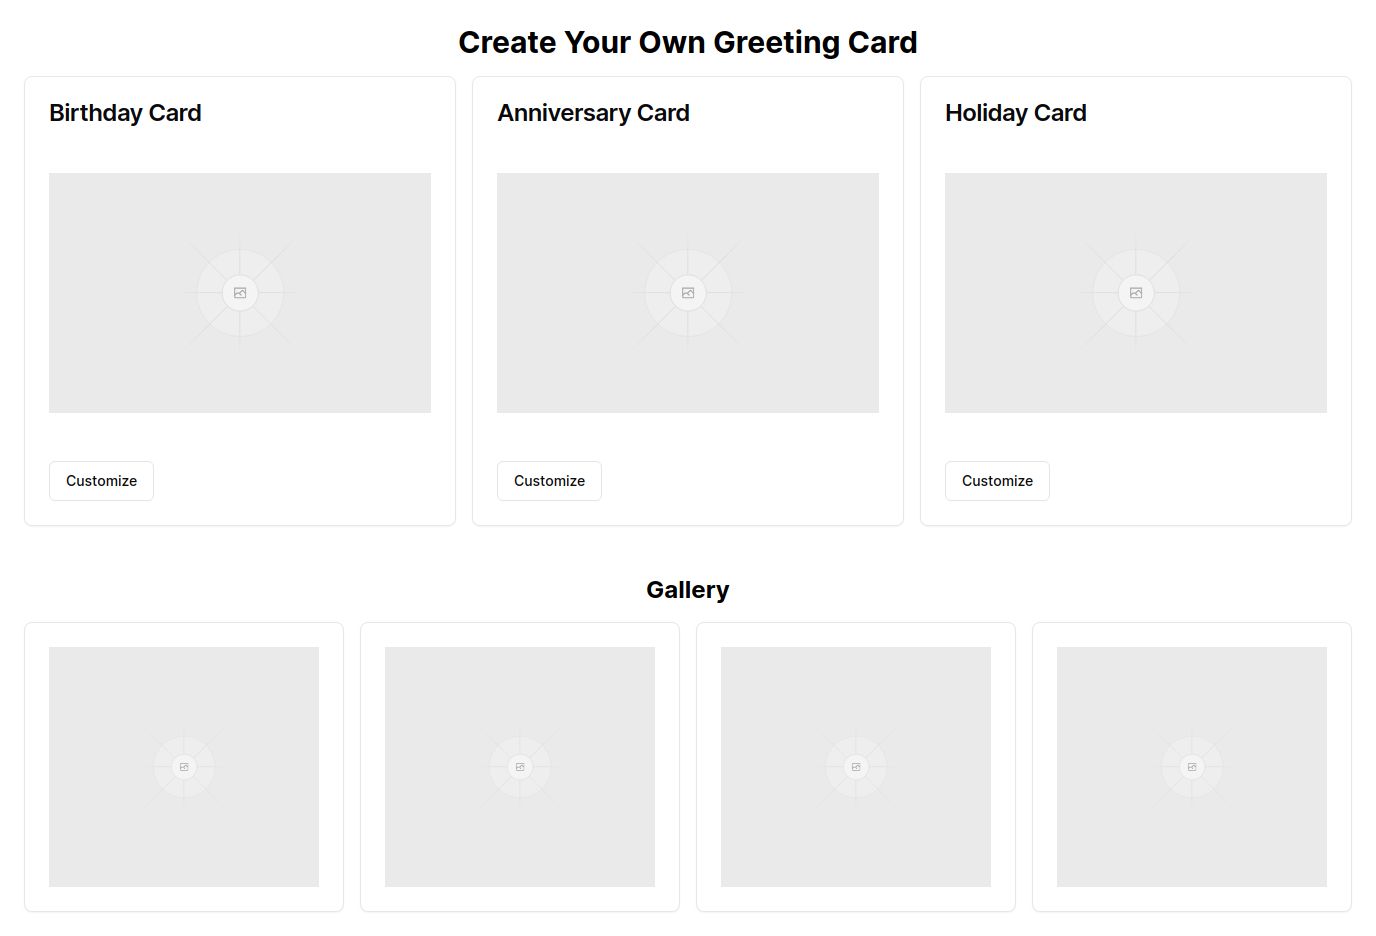 Create Your Own Greeting Card
Birthday Card
Anniversary Card
Holiday Card
Customize
Customize
Customize
Gallery